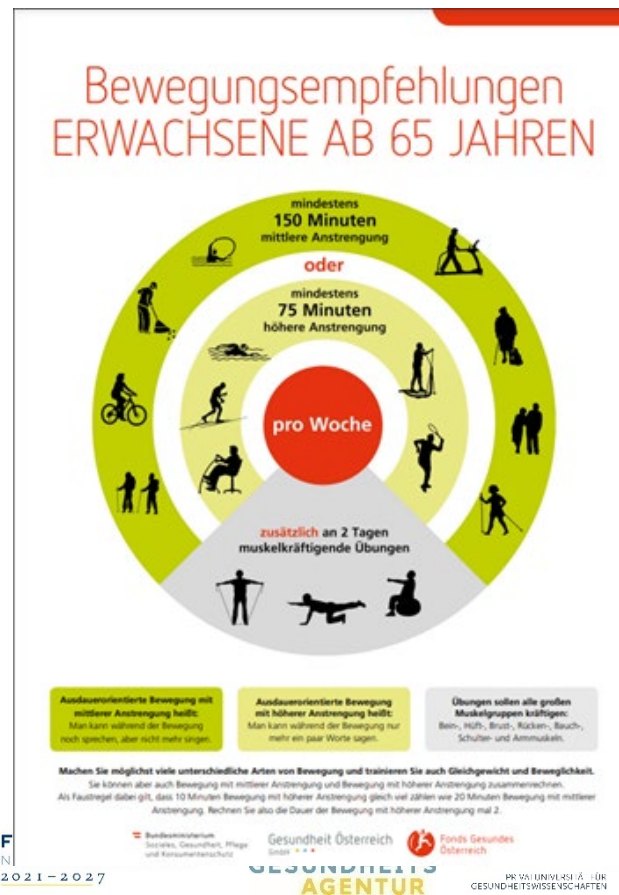 Bewegungsempfehlungen
ERWACHSENE AB 65 JAHREN
mindestens
150 Minuten
mittlere Anstrengung
oder
mindestens
75 Minuten
höhere Anstrengung
pro Woche
zusätzlich an 2 Tagen
muskelkräftigende Übungen
Ausdauerorientierte Bewegung mit
mittlerer Anstrengung heißt:
Man kann während der Bewegung
noch sprechen, aber nicht mehr singen.
Ausdauerorientierte Bewegung
mit höherer Anstrengung heißt:
Man kann während der Bewegung nur
mehr ein paar Worte sagen.
Übungen sollen alle großen
Muskelgruppen kräftigen:
Bein-, Hüft-, Brust-, Rücken-, Bauch-,
Schulter- und Armmuskeln.
Machen Sie möglichst viele unterschiedliche Arten von Bewegung und trainieren Sie auch Gleichgewicht und Beweglichkeit.
Sie können aber auch Bewegung mit mittlerer Anstrengung und Bewegung mit höherer Anstrengung zusammenrechnen.
Als Faustregel dabei gilt, dass 10 Minuten Bewegung mit höherer Anstrengung gleich viel zählen wie 20 Minuten Bewegung mit mittlerer
Anstrengung. Rechnen Sie also die Dauer der Bewegung mit höherer Anstrengung mal 2.
Bundesministerium
Soziales, Gesundheit, Pflege
und Konsumentenschutz
Gesundheit Österreich
GmbH
Fonds Gesundes
Österreich
F
N
2021–2027
GESUNDHEITS
AGENTUR
PRIVATUNIVERSITÄT FÜR
GESUNDHEITSWISSENSCHAFTEN